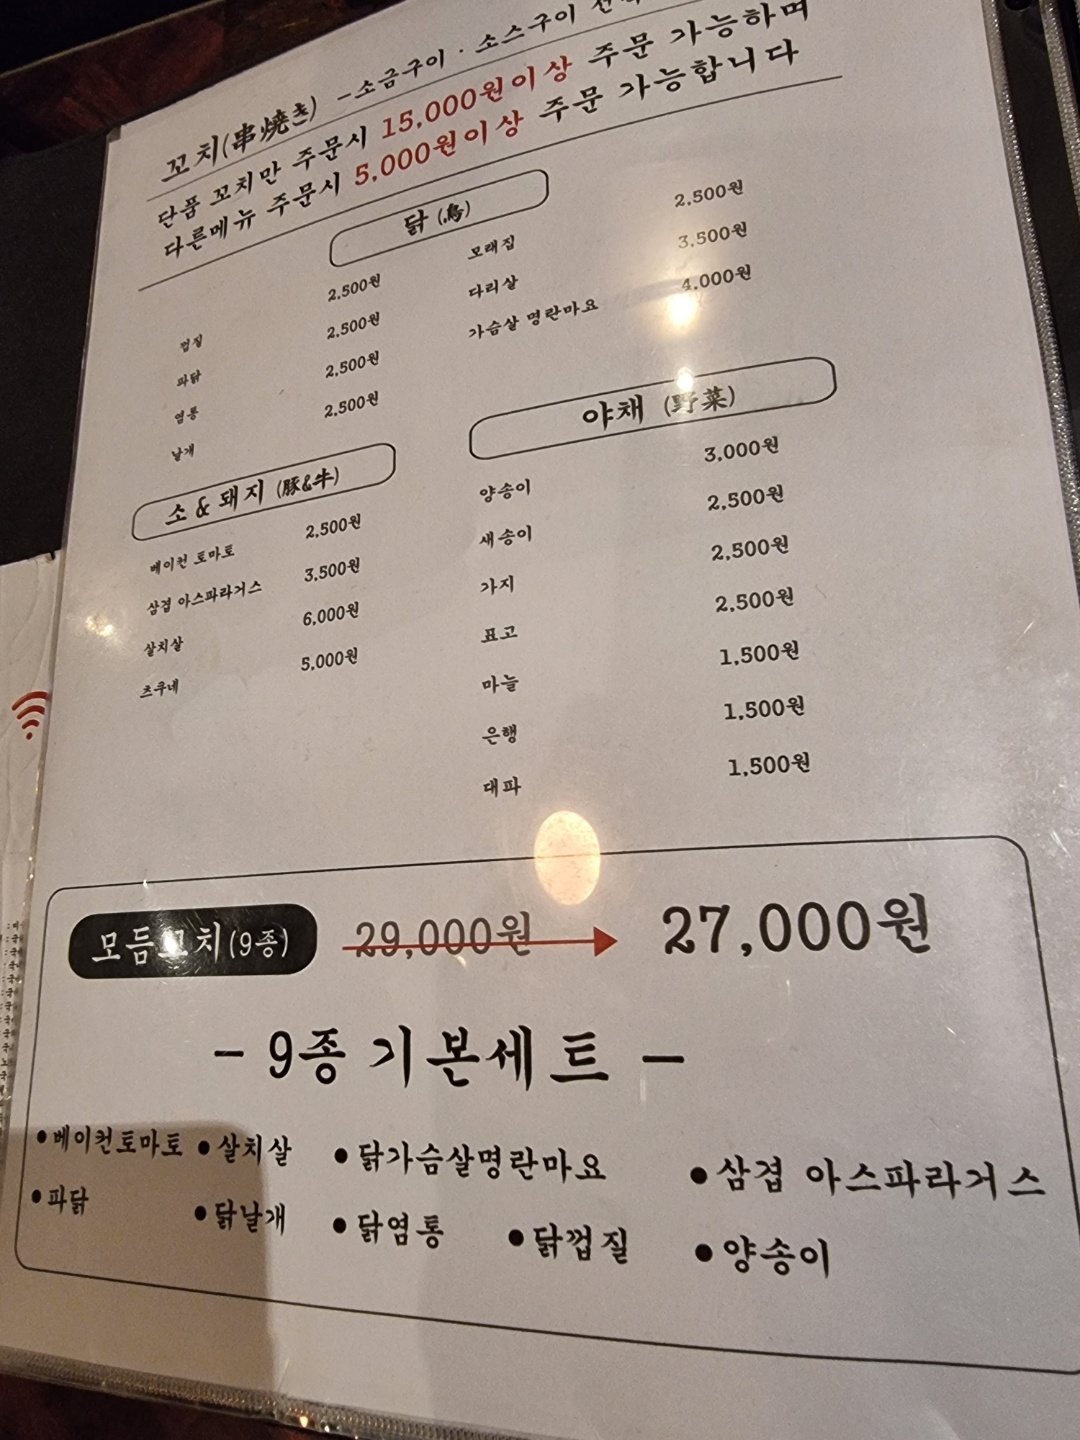 꼬치(串焼き) -소금구이 · 소스구이
단품 꼬치만 주문시 15,000원이상 주문 가능하며
다른메뉴 주문시 5,000원이상 주문 가능합니다
닭 (鳥)
껍질 2,500원
파닭 2,500원
염통 2,500원
날개 2,500원
모래집 2,500원
다리살 3,500원
가슴살 명란마요 4,000원
소 & 돼지 (豚&牛)
베이컨 토마토 2,500원
삼겹 아스파라거스 3,500원
살치살 6,000원
츠쿠네 5,000원
야채 (野菜)
양송이 3,000원
새송이 2,500원
가지 2,500원
표고 2,500원
마늘 1,500원
은행 1,500원
대파 1,500원
모듬꼬치(9종) 29,000원 27,000원
- 9종 기본세트 -
• 베이컨토마토 • 살치살 • 닭가슴살명란마요 • 삼겹 아스파라거스
• 파닭 • 닭날개 • 닭염통 • 닭껍질 • 양송이